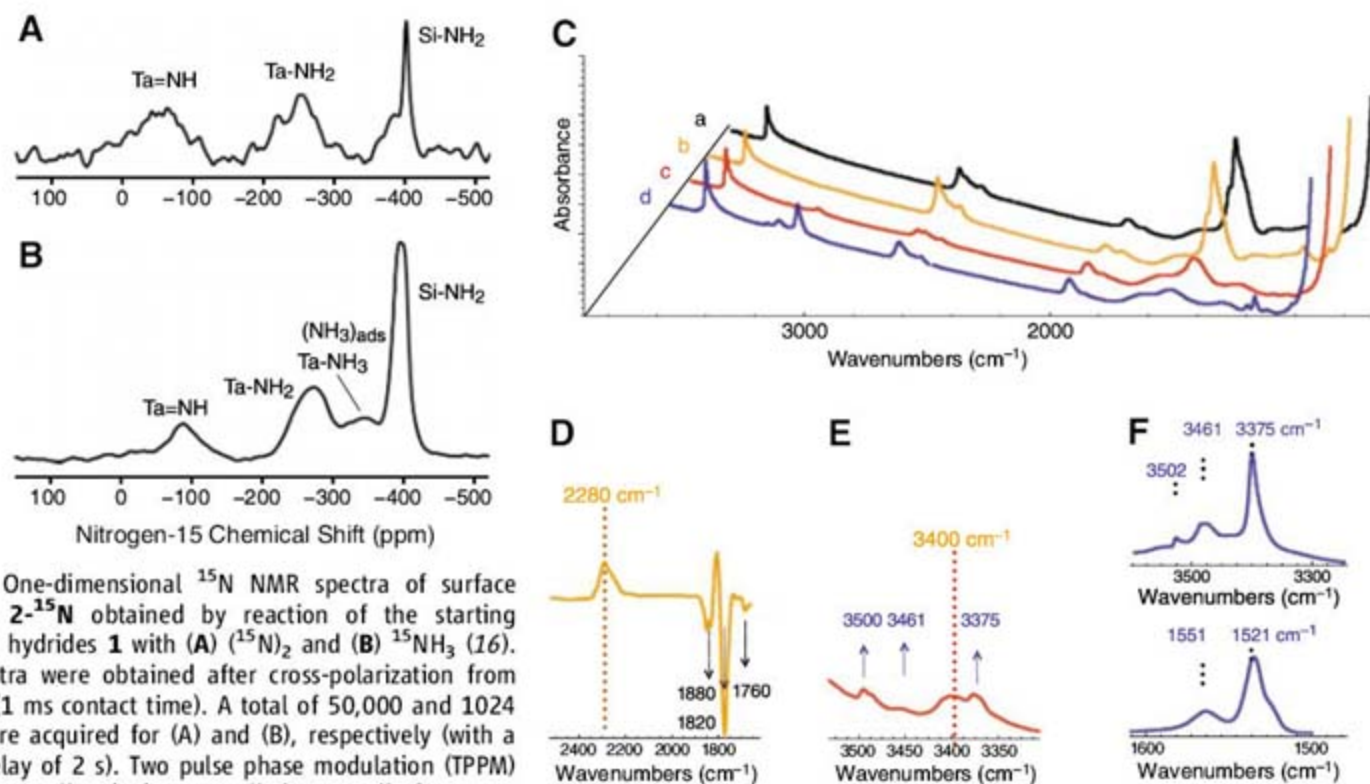 A
Si-NH2
Ta=NH
Ta-NH2
100 0 −100 −200 −300 −400 −500
B
Si-NH2
(NH3)ads
Ta-NH3
Ta-NH2
Ta=NH
100 0 −100 −200 −300 −400 −500
Nitrogen-15 Chemical Shift (ppm)
One-dimensional ¹⁵N NMR spectra of surface
2-¹⁵N obtained by reaction of the starting
hydrides 1 with (A) (¹⁵N)₂ and (B) ¹⁵NH₃ (16).
tra were obtained after cross-polarization from
1 ms contact time). A total of 50,000 and 1024
re acquired for (A) and (B), respectively (with a
lay of 2 s). Two pulse phase modulation (TPPM)
C
Absorbance
a
b
c
d
3000 2000
Wavenumbers (cm⁻¹)
D
2280 cm⁻¹
1880 1760
1820
2400 2200 2000 1800
Wavenumbers (cm⁻¹)
E
3400 cm⁻¹
3500 3461 3375
3500 3450 3400 3350
Wavenumbers (cm⁻¹)
F
3461 3375 cm⁻¹
3502
3500 3300
Wavenumbers (cm⁻¹)
1551 1521 cm⁻¹
1600 1500
Wavenumbers (cm⁻¹)